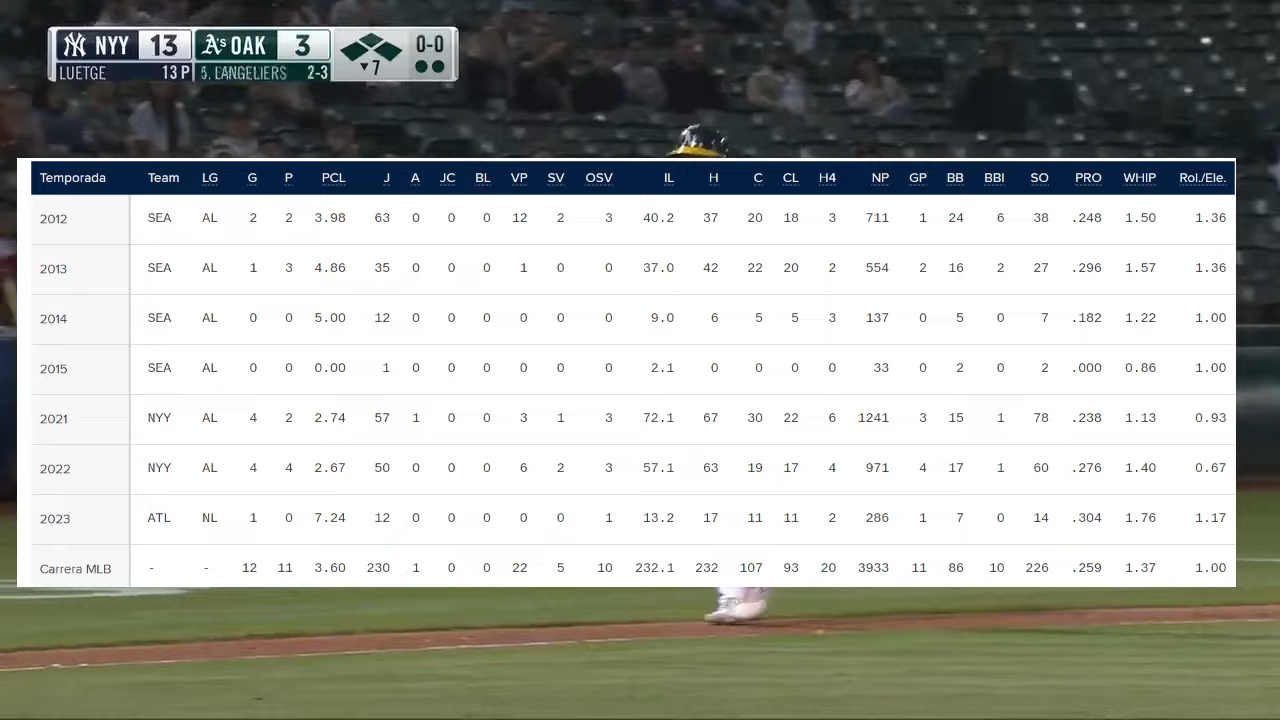 NYY 13 A's OAK 3 0-0
LUETGE 13 P 5. LANGELIERS 2-3 ▼7
Temporada Team LG G P PCL J A JC BL VP SV OSV IL H C CL H4 NP GP BB BBI SO PRO WHIP Rol./Ele.
2012 SEA AL 2 2 3.98 63 0 0 0 12 2 3 40.2 37 20 18 3 711 1 24 6 38 .248 1.50 1.36
2013 SEA AL 1 3 4.86 35 0 0 0 1 0 0 37.0 42 22 20 2 554 2 16 2 27 .296 1.57 1.36
2014 SEA AL 0 0 5.00 12 0 0 0 0 0 0 9.0 6 5 5 3 137 0 5 0 7 .182 1.22 1.00
2015 SEA AL 0 0 0.00 1 0 0 0 0 0 0 2.1 0 0 0 0 33 0 2 0 2 .000 0.86 1.00
2021 NYY AL 4 2 2.74 57 1 0 0 3 1 3 72.1 67 30 22 6 1241 3 15 1 78 .238 1.13 0.93
2022 NYY AL 4 4 2.67 50 0 0 0 6 2 3 57.1 63 19 17 4 971 4 17 1 60 .276 1.40 0.67
2023 ATL NL 1 0 7.24 12 0 0 0 0 0 1 13.2 17 11 11 2 286 1 7 0 14 .304 1.76 1.17
Carrera MLB - - 12 11 3.60 230 1 0 0 22 5 10 232.1 232 107 93 20 3933 11 86 10 226 .259 1.37 1.00